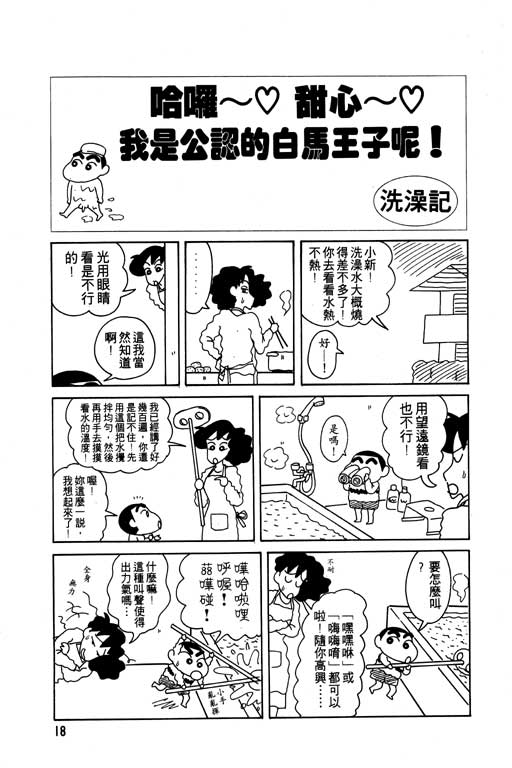 哈囉～♡ 甜心～♡
我是公認的白馬王子呢！
洗澡記
小新！
洗澡水大概燒
得差不多了！
你去看看水熱
不熱！
好—！
……
……
光用眼睛
看是不行
的！
這我當
然知道
啊！
用望遠鏡看
也不行！
是嗎！
我已經講了好
幾百遍，你還
是記不住！先
用這個把水攪
拌均勻，然後
再用手去摸摸
看水的溫度！
喔！
妳這麼一說，
我想起來了！
要怎麼叫
？
不耐
「嘿嘿咻」或
「嗨嗨唷」都可以
啦！隨你高興……
嘩哈啦哩
呼喔！
囍嘩碰！
小手
亂亂揮
什麼嘛！
這種叫聲使得
出力氣嗎…
全身
無力
18